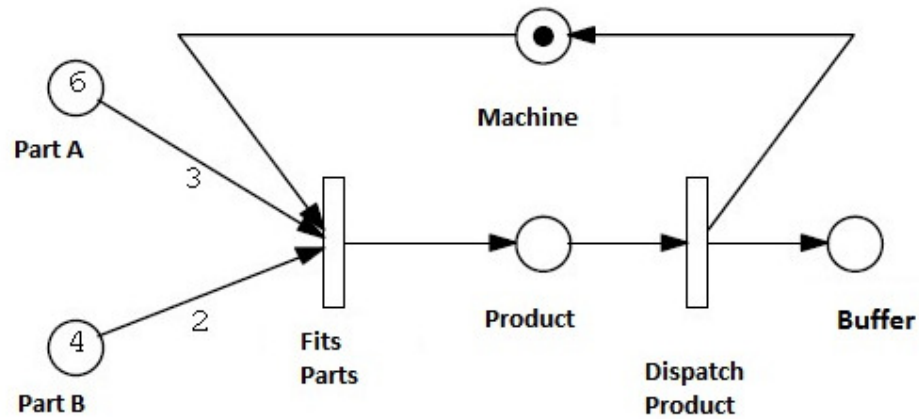 6
Part A
3
Machine
4
Part B
2
Fits
Parts
Product
Dispatch
Product
Buffer